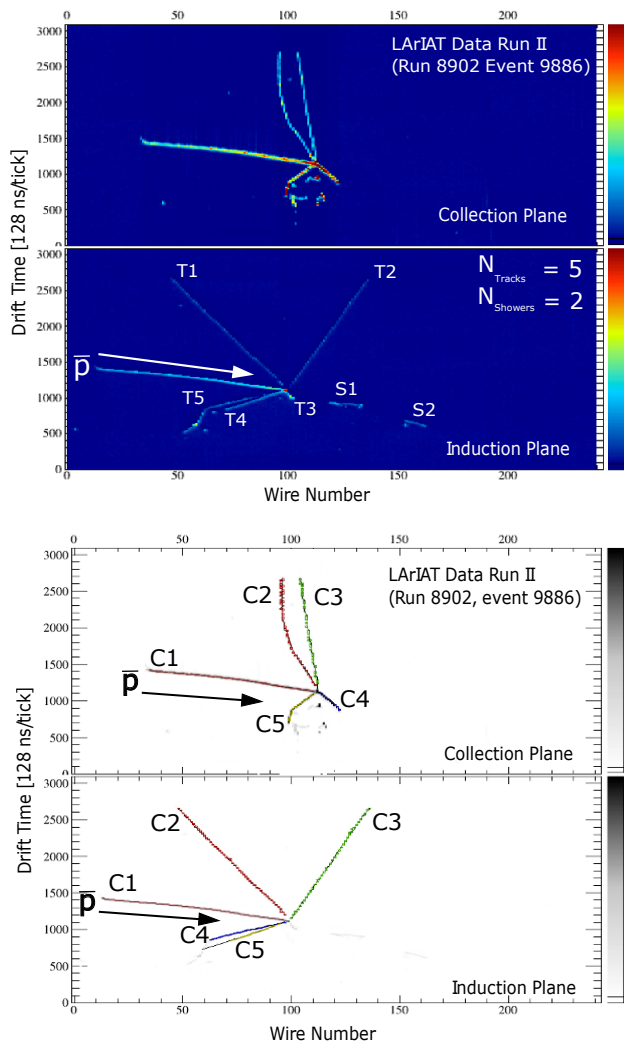 0 50 100 150 200
3000
2500
2000
1500
1000
500
0
LArIAT Data Run II
(Run 8902 Event 9886)
Collection Plane
Drift Time [128 ns/tick]
3000
2500
2000
1500
1000
500
0
T1
T2
N Tracks = 5
N Showers = 2
p̅
T5
T4
T3
S1
S2
Induction Plane
0 50 100 150 200
Wire Number
0 50 100 150 200
3000
2500
2000
1500
1000
500
0
LArIAT Data Run II
(Run 8902, event 9886)
C2
C3
C1
p̅
C4
C5
Collection Plane
Drift Time [128 ns/tick]
3000
2500
2000
1500
1000
500
0
C2
C3
C1
p̅
C4
C5
Induction Plane
0 50 100 150 200
Wire Number